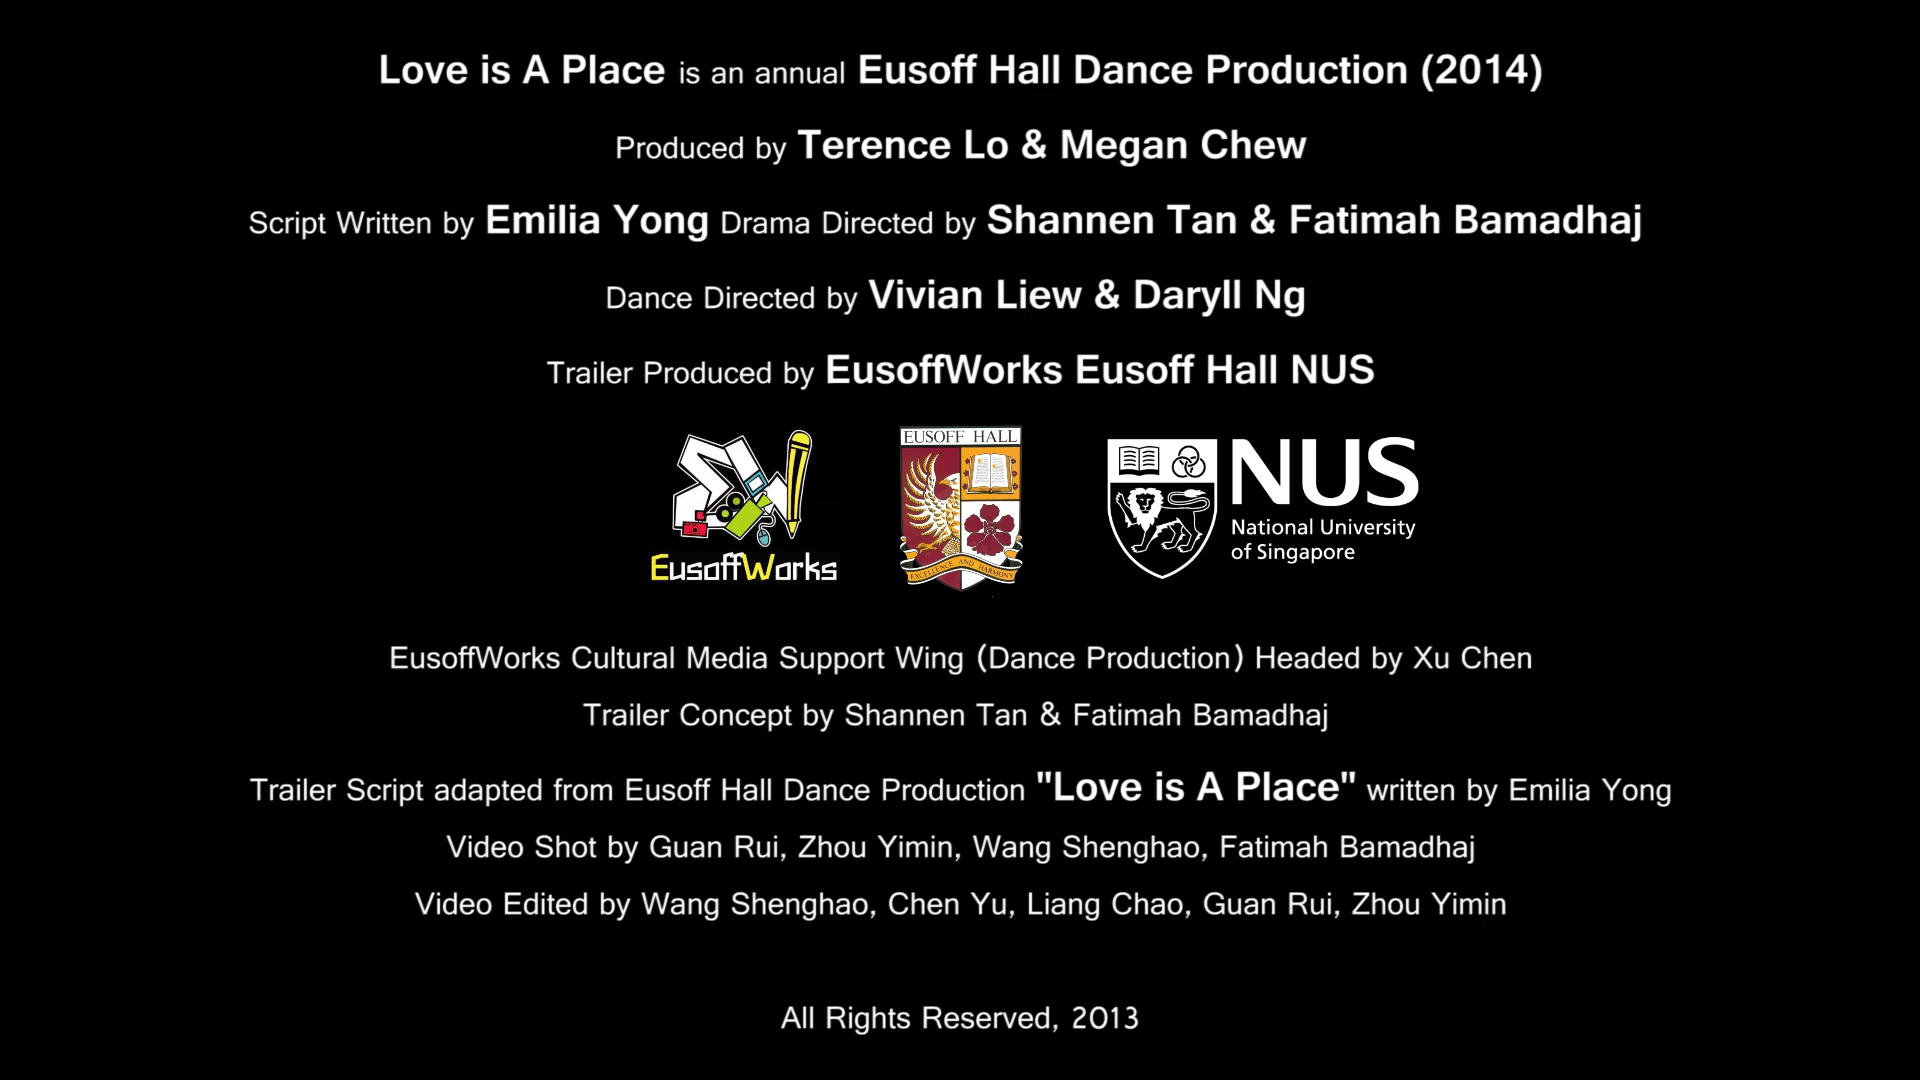 Love is A Place is an annual Eusoff Hall Dance Production (2014)
Produced by Terence Lo & Megan Chew
Script Written by Emilia Yong Drama Directed by Shannen Tan & Fatimah Bamadhaj
Dance Directed by Vivian Liew & Daryll Ng
Trailer Produced by EusoffWorks Eusoff Hall NUS
EusoffWorks
EUSOFF HALL
EXCELLENCE AND HARMONY
NUS
National University
of Singapore
EusoffWorks Cultural Media Support Wing (Dance Production) Headed by Xu Chen
Trailer Concept by Shannen Tan & Fatimah Bamadhaj
Trailer Script adapted from Eusoff Hall Dance Production "Love is A Place" written by Emilia Yong
Video Shot by Guan Rui, Zhou Yimin, Wang Shenghao, Fatimah Bamadhaj
Video Edited by Wang Shenghao, Chen Yu, Liang Chao, Guan Rui, Zhou Yimin
All Rights Reserved, 2013